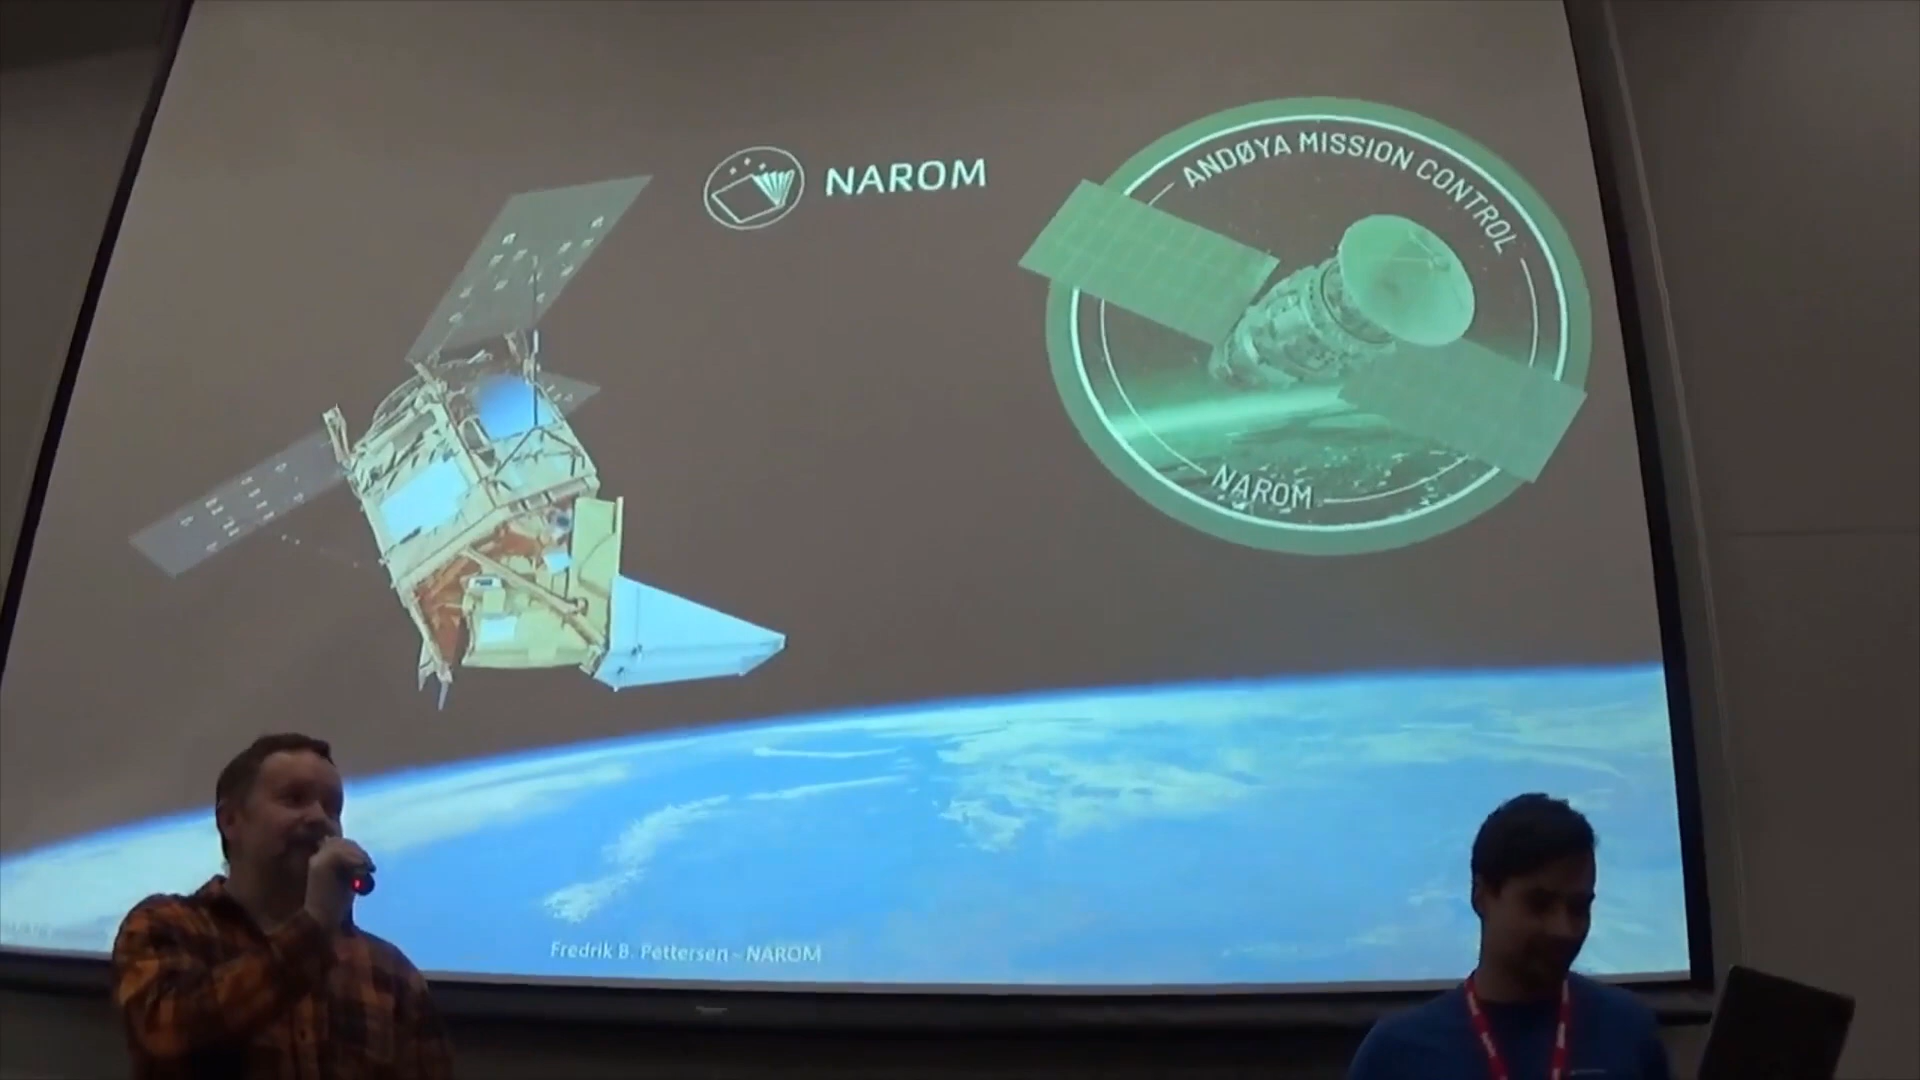 NAROM
ANDØYA MISSION CONTROL
NAROM
Fredrik B. Pettersen - NAROM